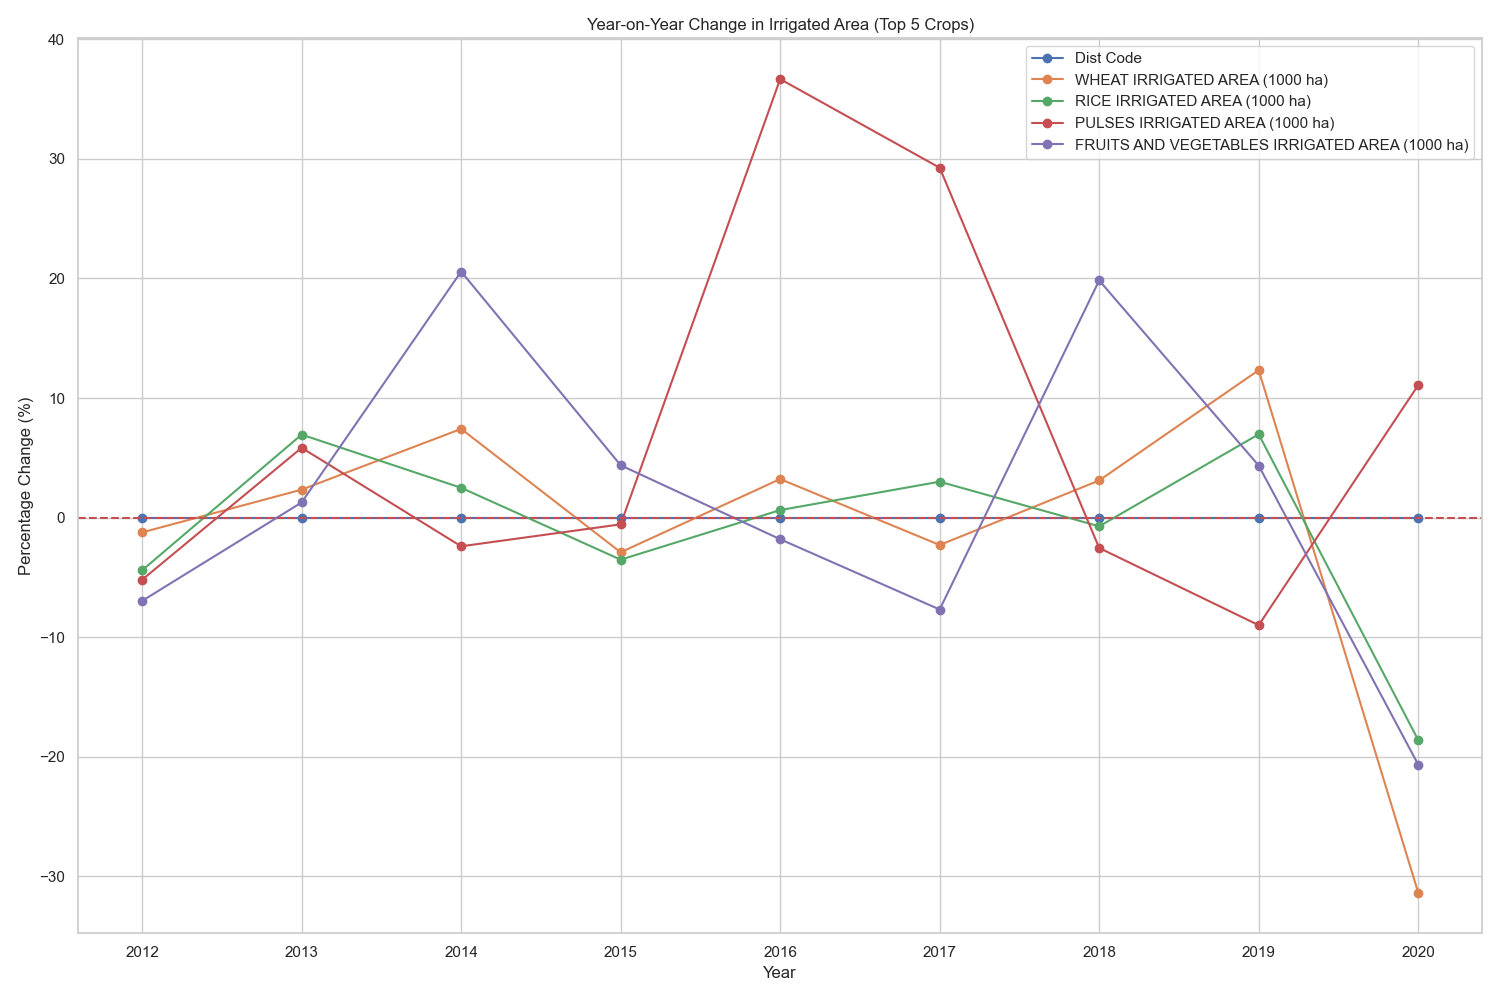 Year-on-Year Change in Irrigated Area (Top 5 Crops)
Dist Code
WHEAT IRRIGATED AREA (1000 ha)
RICE IRRIGATED AREA (1000 ha)
PULSES IRRIGATED AREA (1000 ha)
FRUITS AND VEGETABLES IRRIGATED AREA (1000 ha)
Percentage Change (%)
40
30
20
10
0
−10
−20
−30
2012 2013 2014 2015 2016 2017 2018 2019 2020
Year